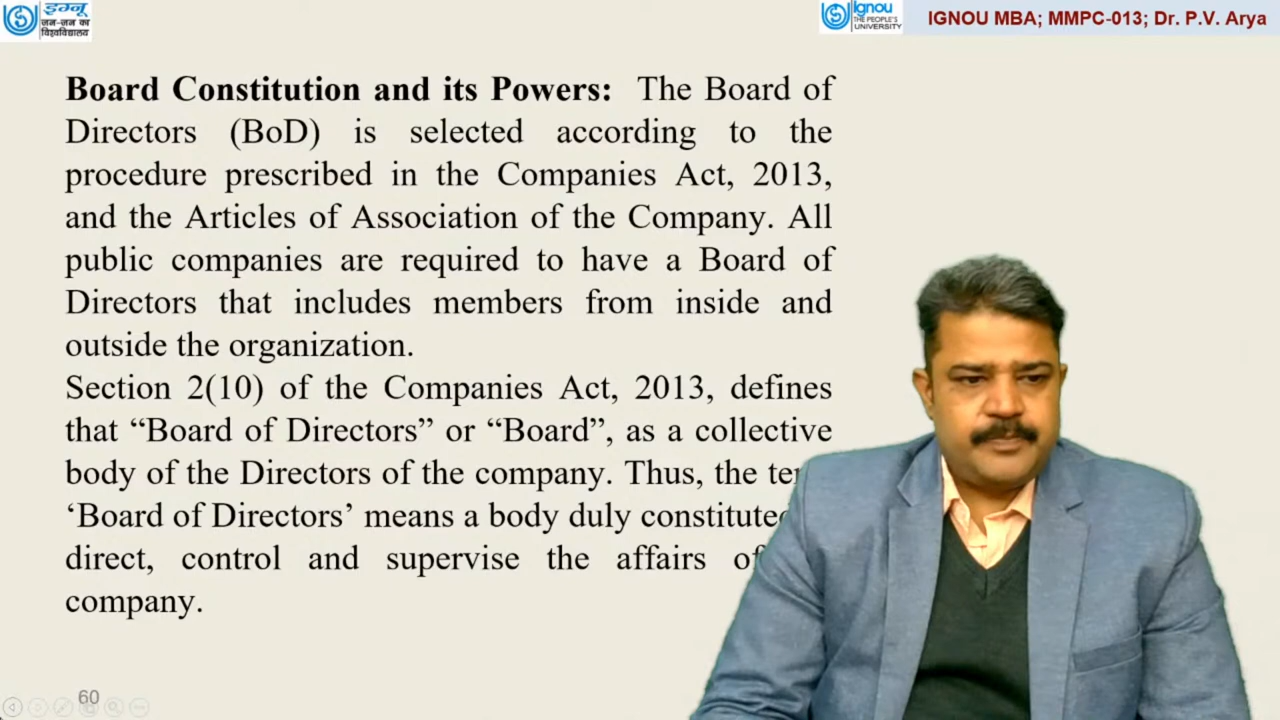 इग्नू
जन-जन का
विश्वविद्यालय
ignou
THE PEOPLE'S
UNIVERSITY
IGNOU MBA; MMPC-013; Dr. P.V. Arya
Board Constitution and its Powers: The Board of
Directors (BoD) is selected according to the
procedure prescribed in the Companies Act, 2013,
and the Articles of Association of the Company. All
public companies are required to have a Board of
Directors that includes members from inside and
outside the organization.
Section 2(10) of the Companies Act, 2013, defines
that “Board of Directors” or “Board”, as a collective
body of the Directors of the company. Thus, the
‘Board of Directors’ means a body duly
direct, control and supervise the affairs
company.
60